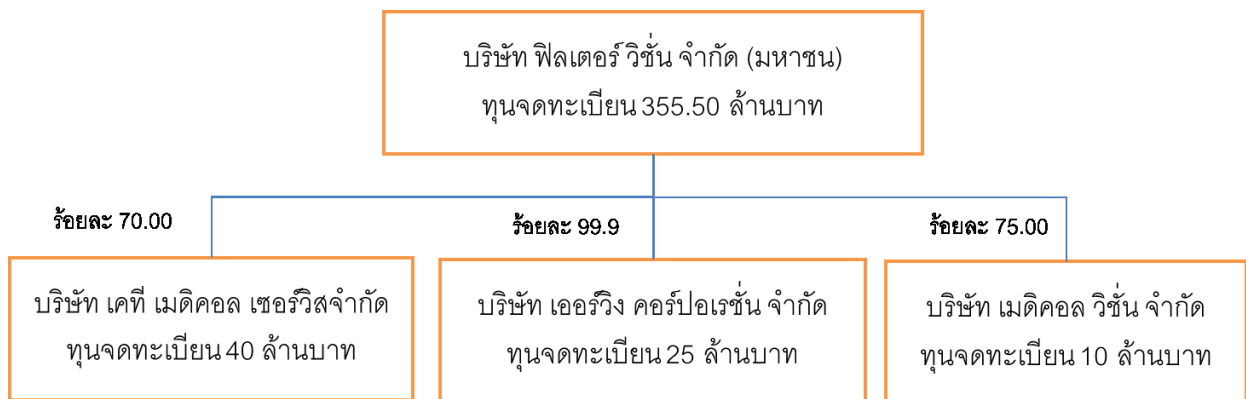 บริษัท ฟิลเตอร์ วิชั่น จำกัด (มหาชน)
ทุนจดทะเบียน 355.50 ล้านบาท
ร้อยละ 70.00
ร้อยละ 99.9
ร้อยละ 75.00
บริษัท เคที เมดิคอล เซอร์วิสจำกัด
ทุนจดทะเบียน 40 ล้านบาท
บริษัท เออร์วิง คอร์ปอเรชั่น จำกัด
ทุนจดทะเบียน 25 ล้านบาท
บริษัท เมดิคอล วิชั่น จำกัด
ทุนจดทะเบียน 10 ล้านบาท